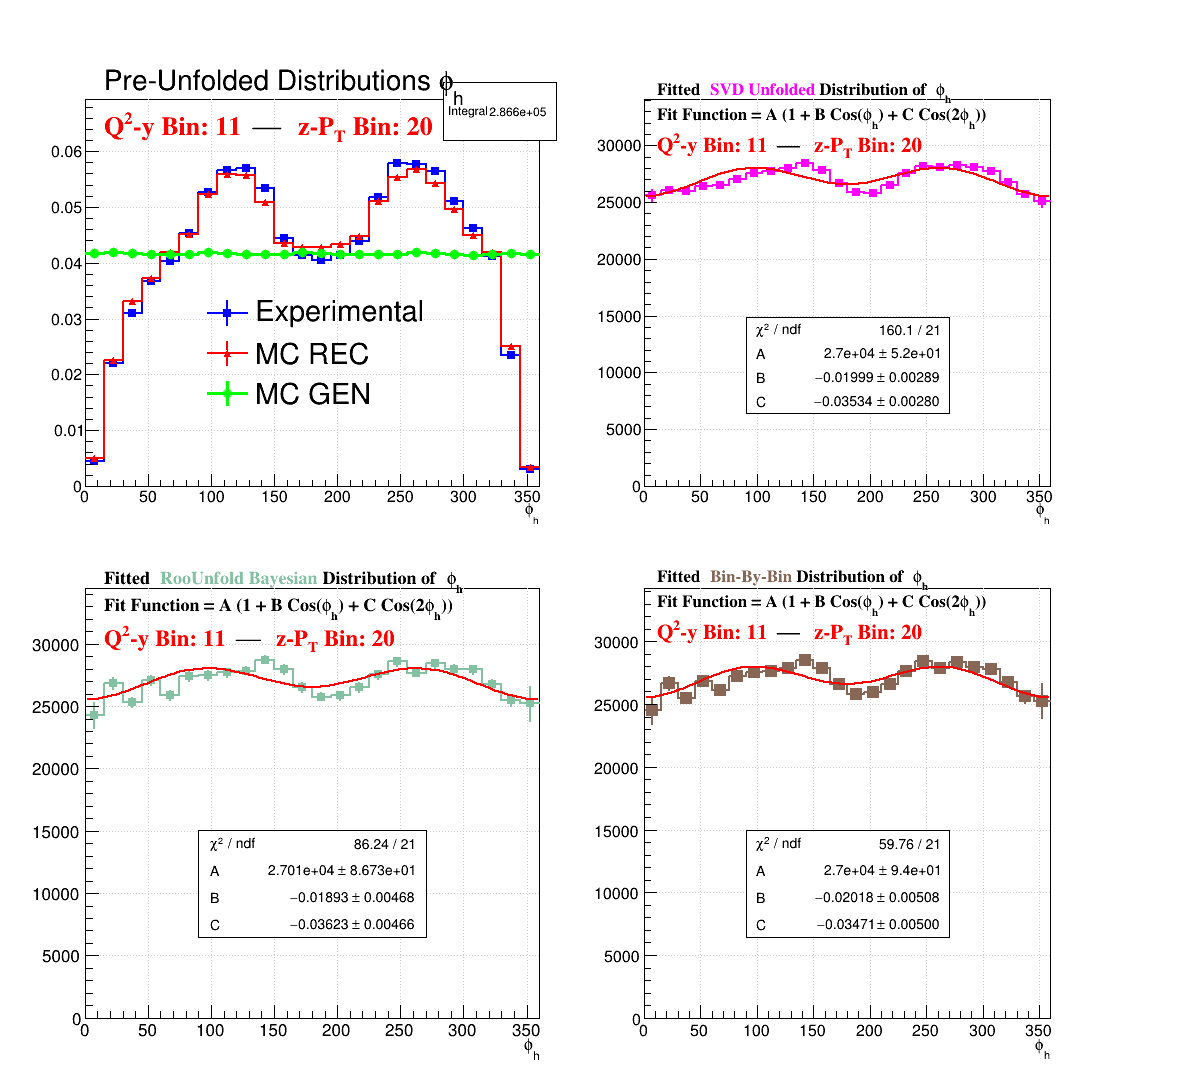 Pre-Unfolded Distributions ϕh
Integral 2.866e+05
Q²-y Bin: 11 — z-PT Bin: 20
0.06
0.05
0.04
0.03
0.02
0.01
0
Experimental
MC REC
MC GEN
0 50 100 150 200 250 300 350
ϕh
Fitted SVD Unfolded Distribution of ϕh
Fit Function = A (1 + B Cos(ϕh) + C Cos(2ϕh))
Q²-y Bin: 11 — z-PT Bin: 20
30000
25000
20000
15000
10000
5000
0
χ² / ndf 160.1 / 21
A 2.7e+04 ± 5.2e+01
B −0.01999 ± 0.00289
C −0.03534 ± 0.00280
0 50 100 150 200 250 300 350
ϕh
Fitted RooUnfold Bayesian Distribution of ϕh
Fit Function = A (1 + B Cos(ϕh) + C Cos(2ϕh))
Q²-y Bin: 11 — z-PT Bin: 20
30000
25000
20000
15000
10000
5000
0
χ² / ndf 86.24 / 21
A 2.701e+04 ± 8.673e+01
B −0.01893 ± 0.00468
C −0.03623 ± 0.00466
0 50 100 150 200 250 300 350
ϕh
Fitted Bin-By-Bin Distribution of ϕh
Fit Function = A (1 + B Cos(ϕh) + C Cos(2ϕh))
Q²-y Bin: 11 — z-PT Bin: 20
30000
25000
20000
15000
10000
5000
0
χ² / ndf 59.76 / 21
A 2.7e+04 ± 9.4e+01
B −0.02018 ± 0.00508
C −0.03471 ± 0.00500
0 50 100 150 200 250 300 350
ϕh